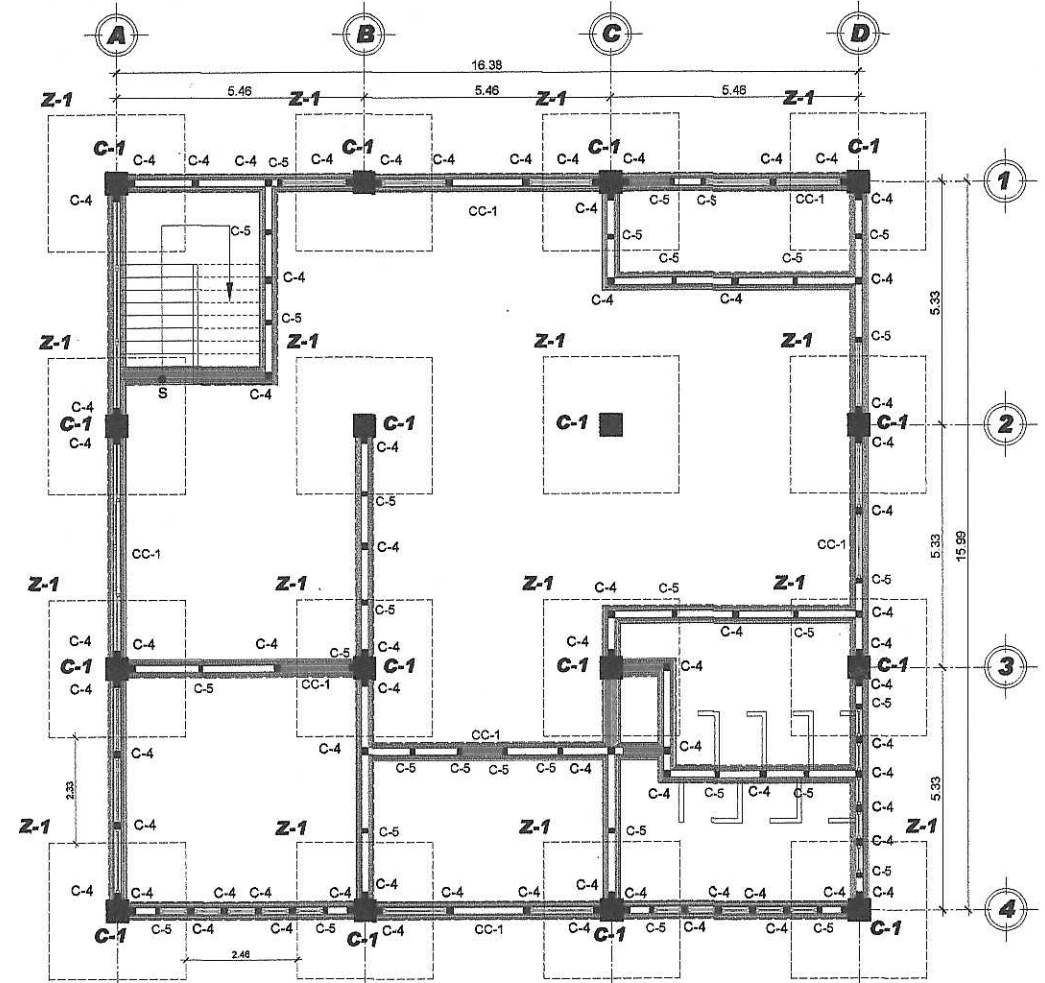 A B C D
16.38
5.46 5.46 5.46
Z-1 Z-1 Z-1 Z-1
C-1 C-1 C-1 C-1
C-4 C-4 C-4 C-5 C-4 C-4 C-4 C-4 C-4 C-4 C-4 C-4
1
C-4 CC-1 C-4 C-5 C-5 CC-1 C-4
C-5 C-5
C-5 C-5
C-4
C-4 C-4
5.33
C-5
C-5
Z-1 Z-1 Z-1 Z-1
S C-4
C-4 C-4
C-1 C-1 C-1 C-1
2
C-4 C-4 C-4
C-5
C-4
CC-1 C-4 CC-1
5.33
15.99
Z-1 Z-1 Z-1 Z-1
C-5
C-5 C-4 C-5 C-4
C-4 C-4 C-4 C-4 C-4 C-4 C-5 C-4
C-5
C-1 C-1 C-1 C-4 C-1
3
C-4 C-5 CC-1 C-4 C-4
C-5
CC-1
C-4 C-4 C-4 C-4
C-5 C-5 C-5 C-5 C-4
C-4 C-5 C-4 C-5 C-4
2.33
5.33
C-4
Z-1 Z-1 Z-1 Z-1
C-4 C-5 C-5 C-4
C-5
C-4 C-4 C-4 C-4 C-4 C-4 C-4 C-4 C-4 C-4 C-4 C-4 C-4
4
C-1 C-5 C-4 C-4 C-5 C-1 C-4 CC-1 C-4 C-1 C-5 C-4 C-4 C-5 C-1
2.46